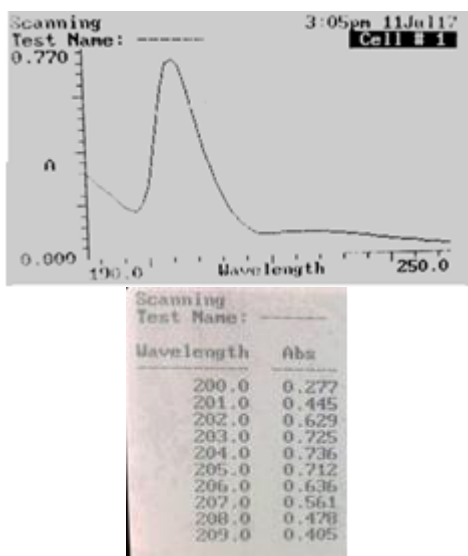 Scanning 3:05pm 11Jul17
Test Name: ------- Cell # 1
0.770
A
0.000
190.0 Wavelength 250.0
Scanning
Test Name: -------
Wavelength Abs
200.0 0.277
201.0 0.445
202.0 0.629
203.0 0.725
204.0 0.736
205.0 0.712
206.0 0.636
207.0 0.561
208.0 0.478
209.0 0.405